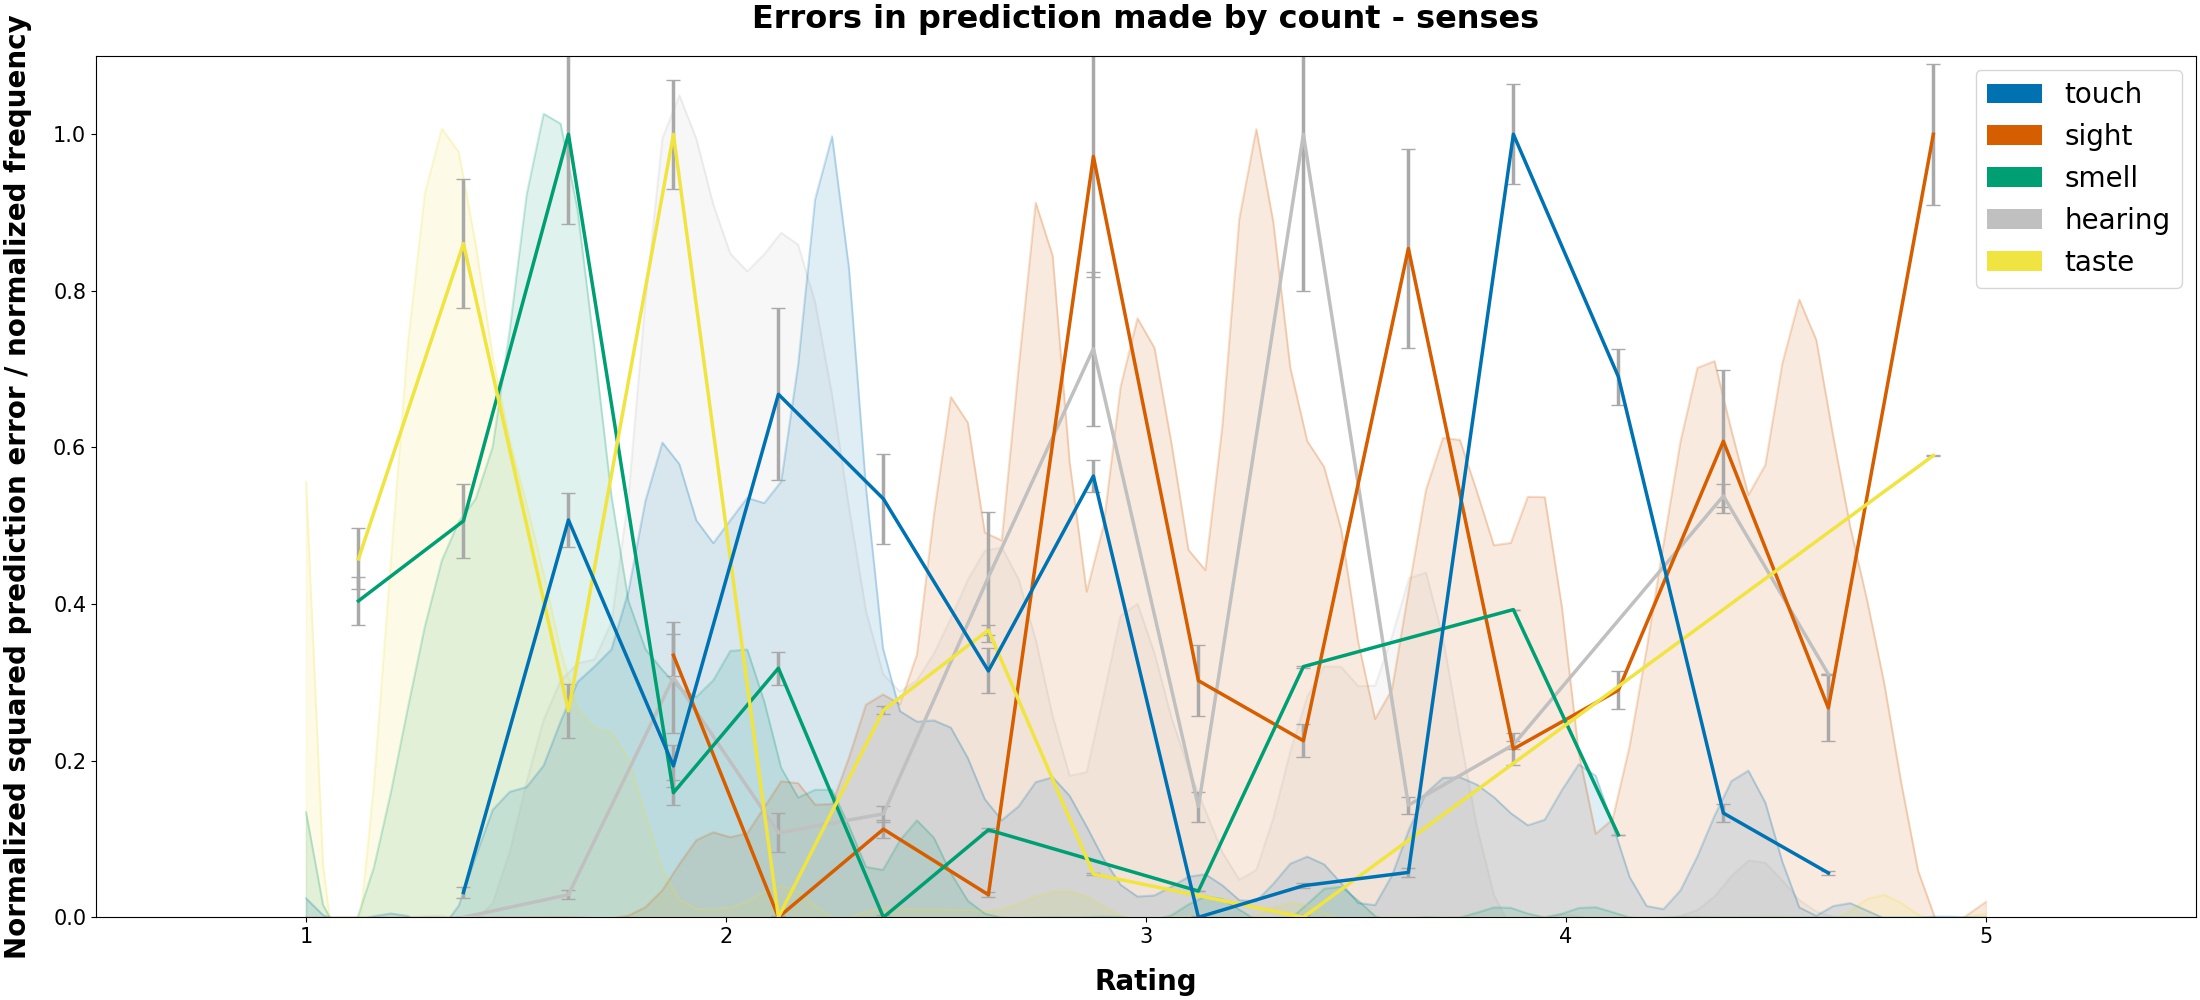 Errors in prediction made by count - senses
Normalized squared prediction error / normalized frequency
1.0
0.8
0.6
0.4
0.2
0.0
1 2 3 4 5
Rating
touch
sight
smell
hearing
taste